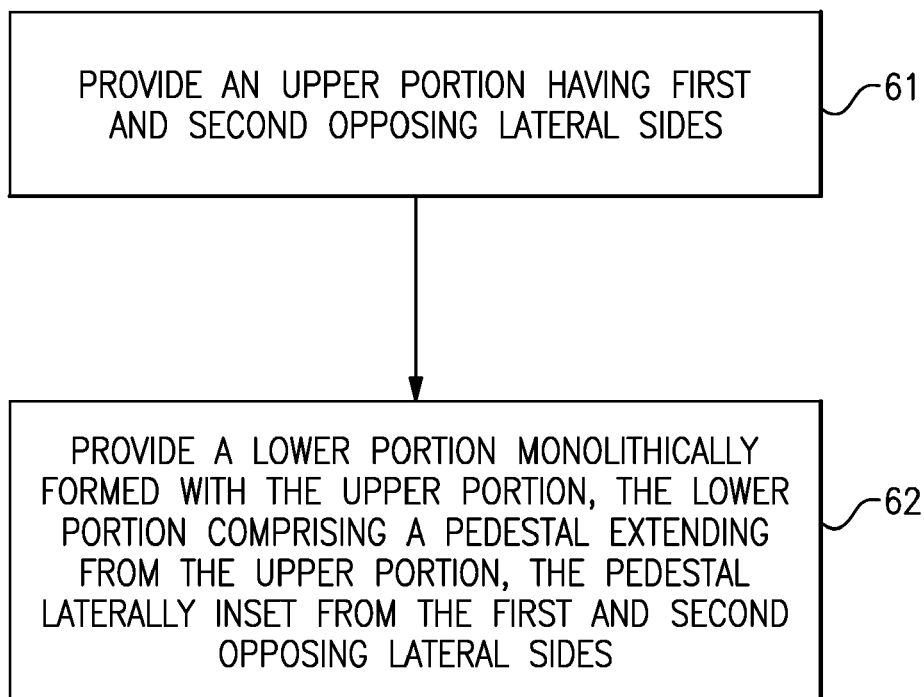 PROVIDE AN UPPER PORTION HAVING FIRST
AND SECOND OPPOSING LATERAL SIDES
61
PROVIDE A LOWER PORTION MONOLITHICALLY
FORMED WITH THE UPPER PORTION, THE LOWER
PORTION COMPRISING A PEDESTAL EXTENDING
FROM THE UPPER PORTION, THE PEDESTAL
LATERALLY INSET FROM THE FIRST AND SECOND
OPPOSING LATERAL SIDES
62